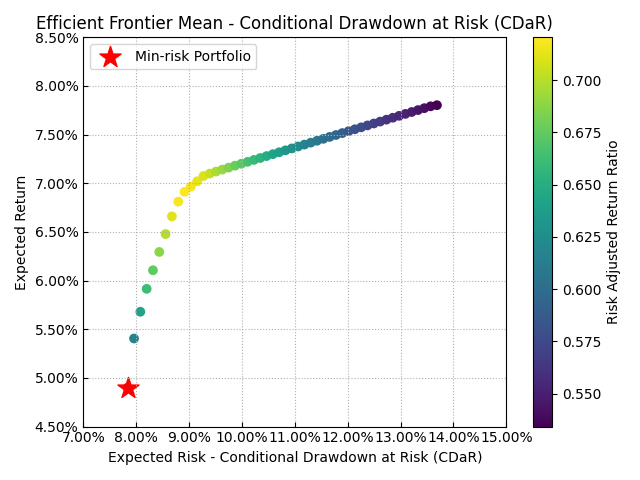 Efficient Frontier Mean - Conditional Drawdown at Risk (CDaR)
Min-risk Portfolio
8.50%
8.00%
7.50%
7.00%
6.50%
6.00%
5.50%
5.00%
4.50%
Expected Return
7.00% 8.00% 9.00% 10.00% 11.00% 12.00% 13.00% 14.00% 15.00%
Expected Risk - Conditional Drawdown at Risk (CDaR)
0.700
0.675
0.650
0.625
0.600
0.575
0.550
Risk Adjusted Return Ratio